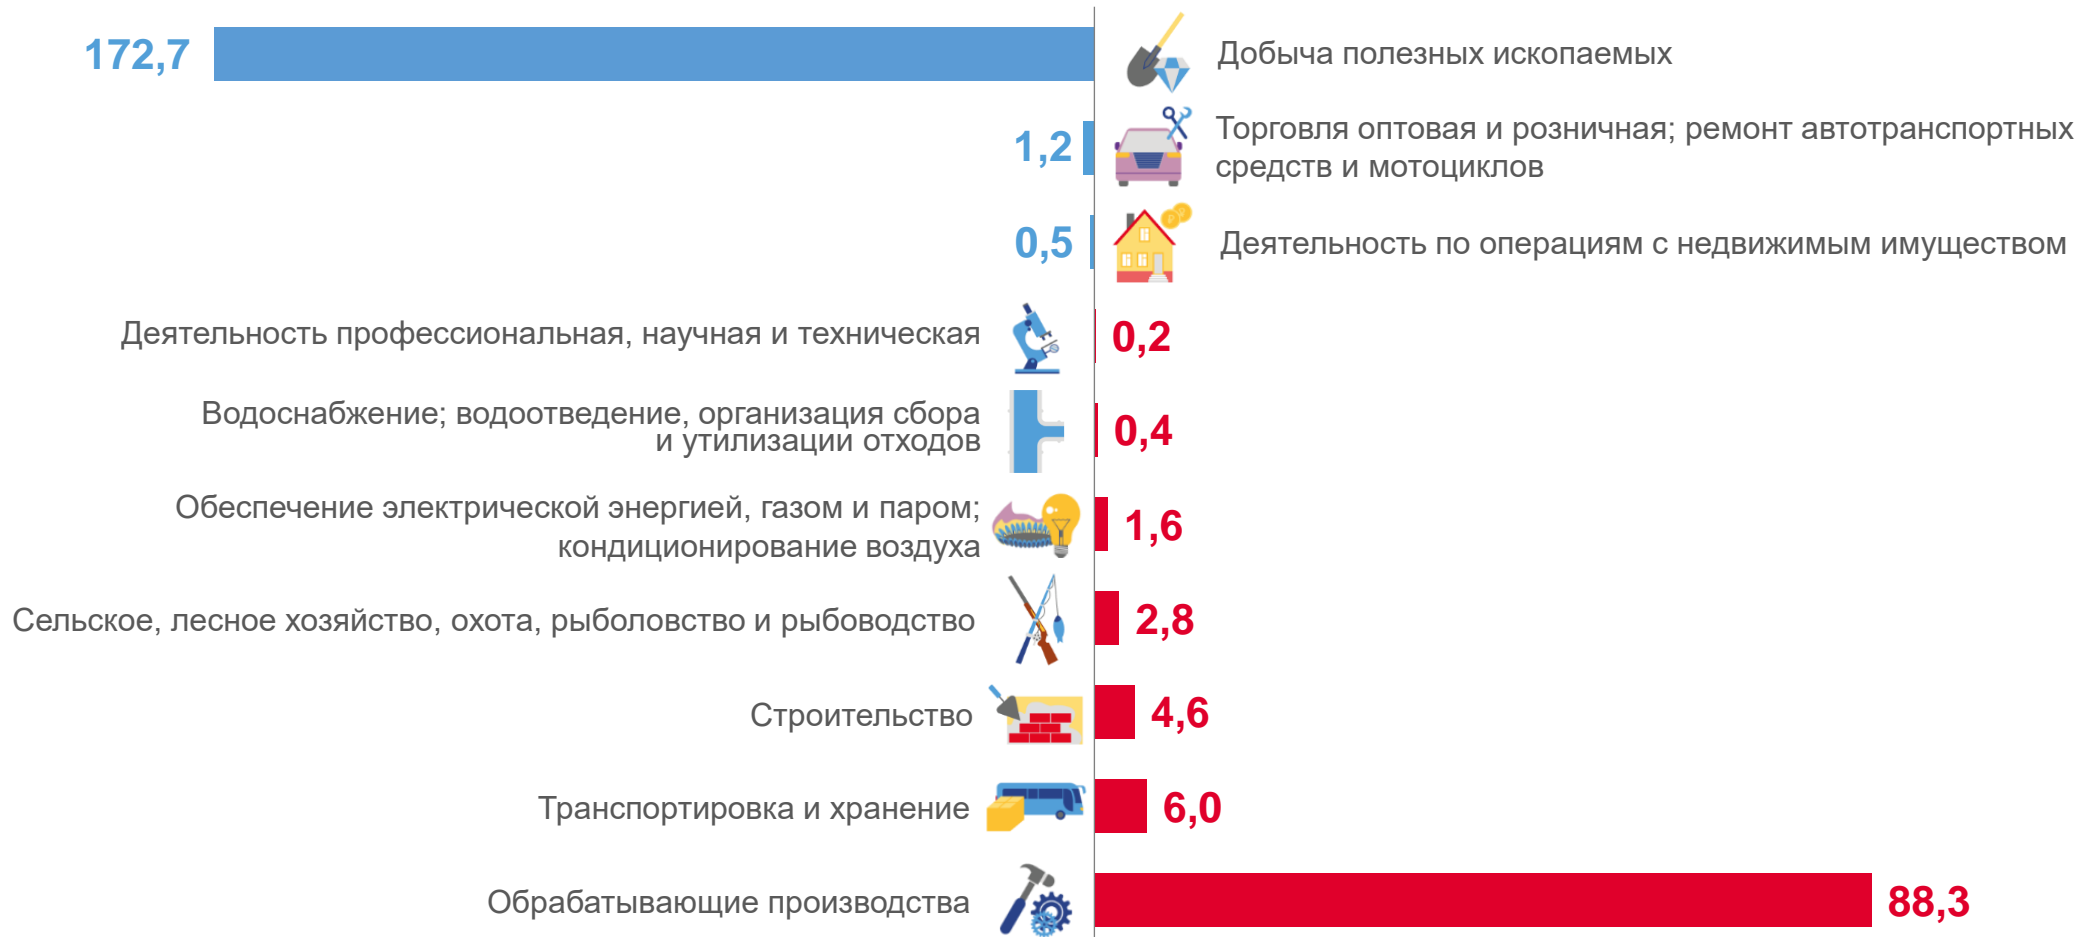 172,7
Добыча полезных ископаемых
1,2
Торговля оптовая и розничная; ремонт автотранспортных
средств и мотоциклов
0,5
Деятельность по операциям с недвижимым имуществом
Деятельность профессиональная, научная и техническая
0,2
Водоснабжение; водоотведение, организация сбора
и утилизации отходов
0,4
Обеспечение электрической энергией, газом и паром;
кондиционирование воздуха
1,6
Сельское, лесное хозяйство, охота, рыболовство и рыбоводство
2,8
Строительство
4,6
Транспортировка и хранение
6,0
Обрабатывающие производства
88,3